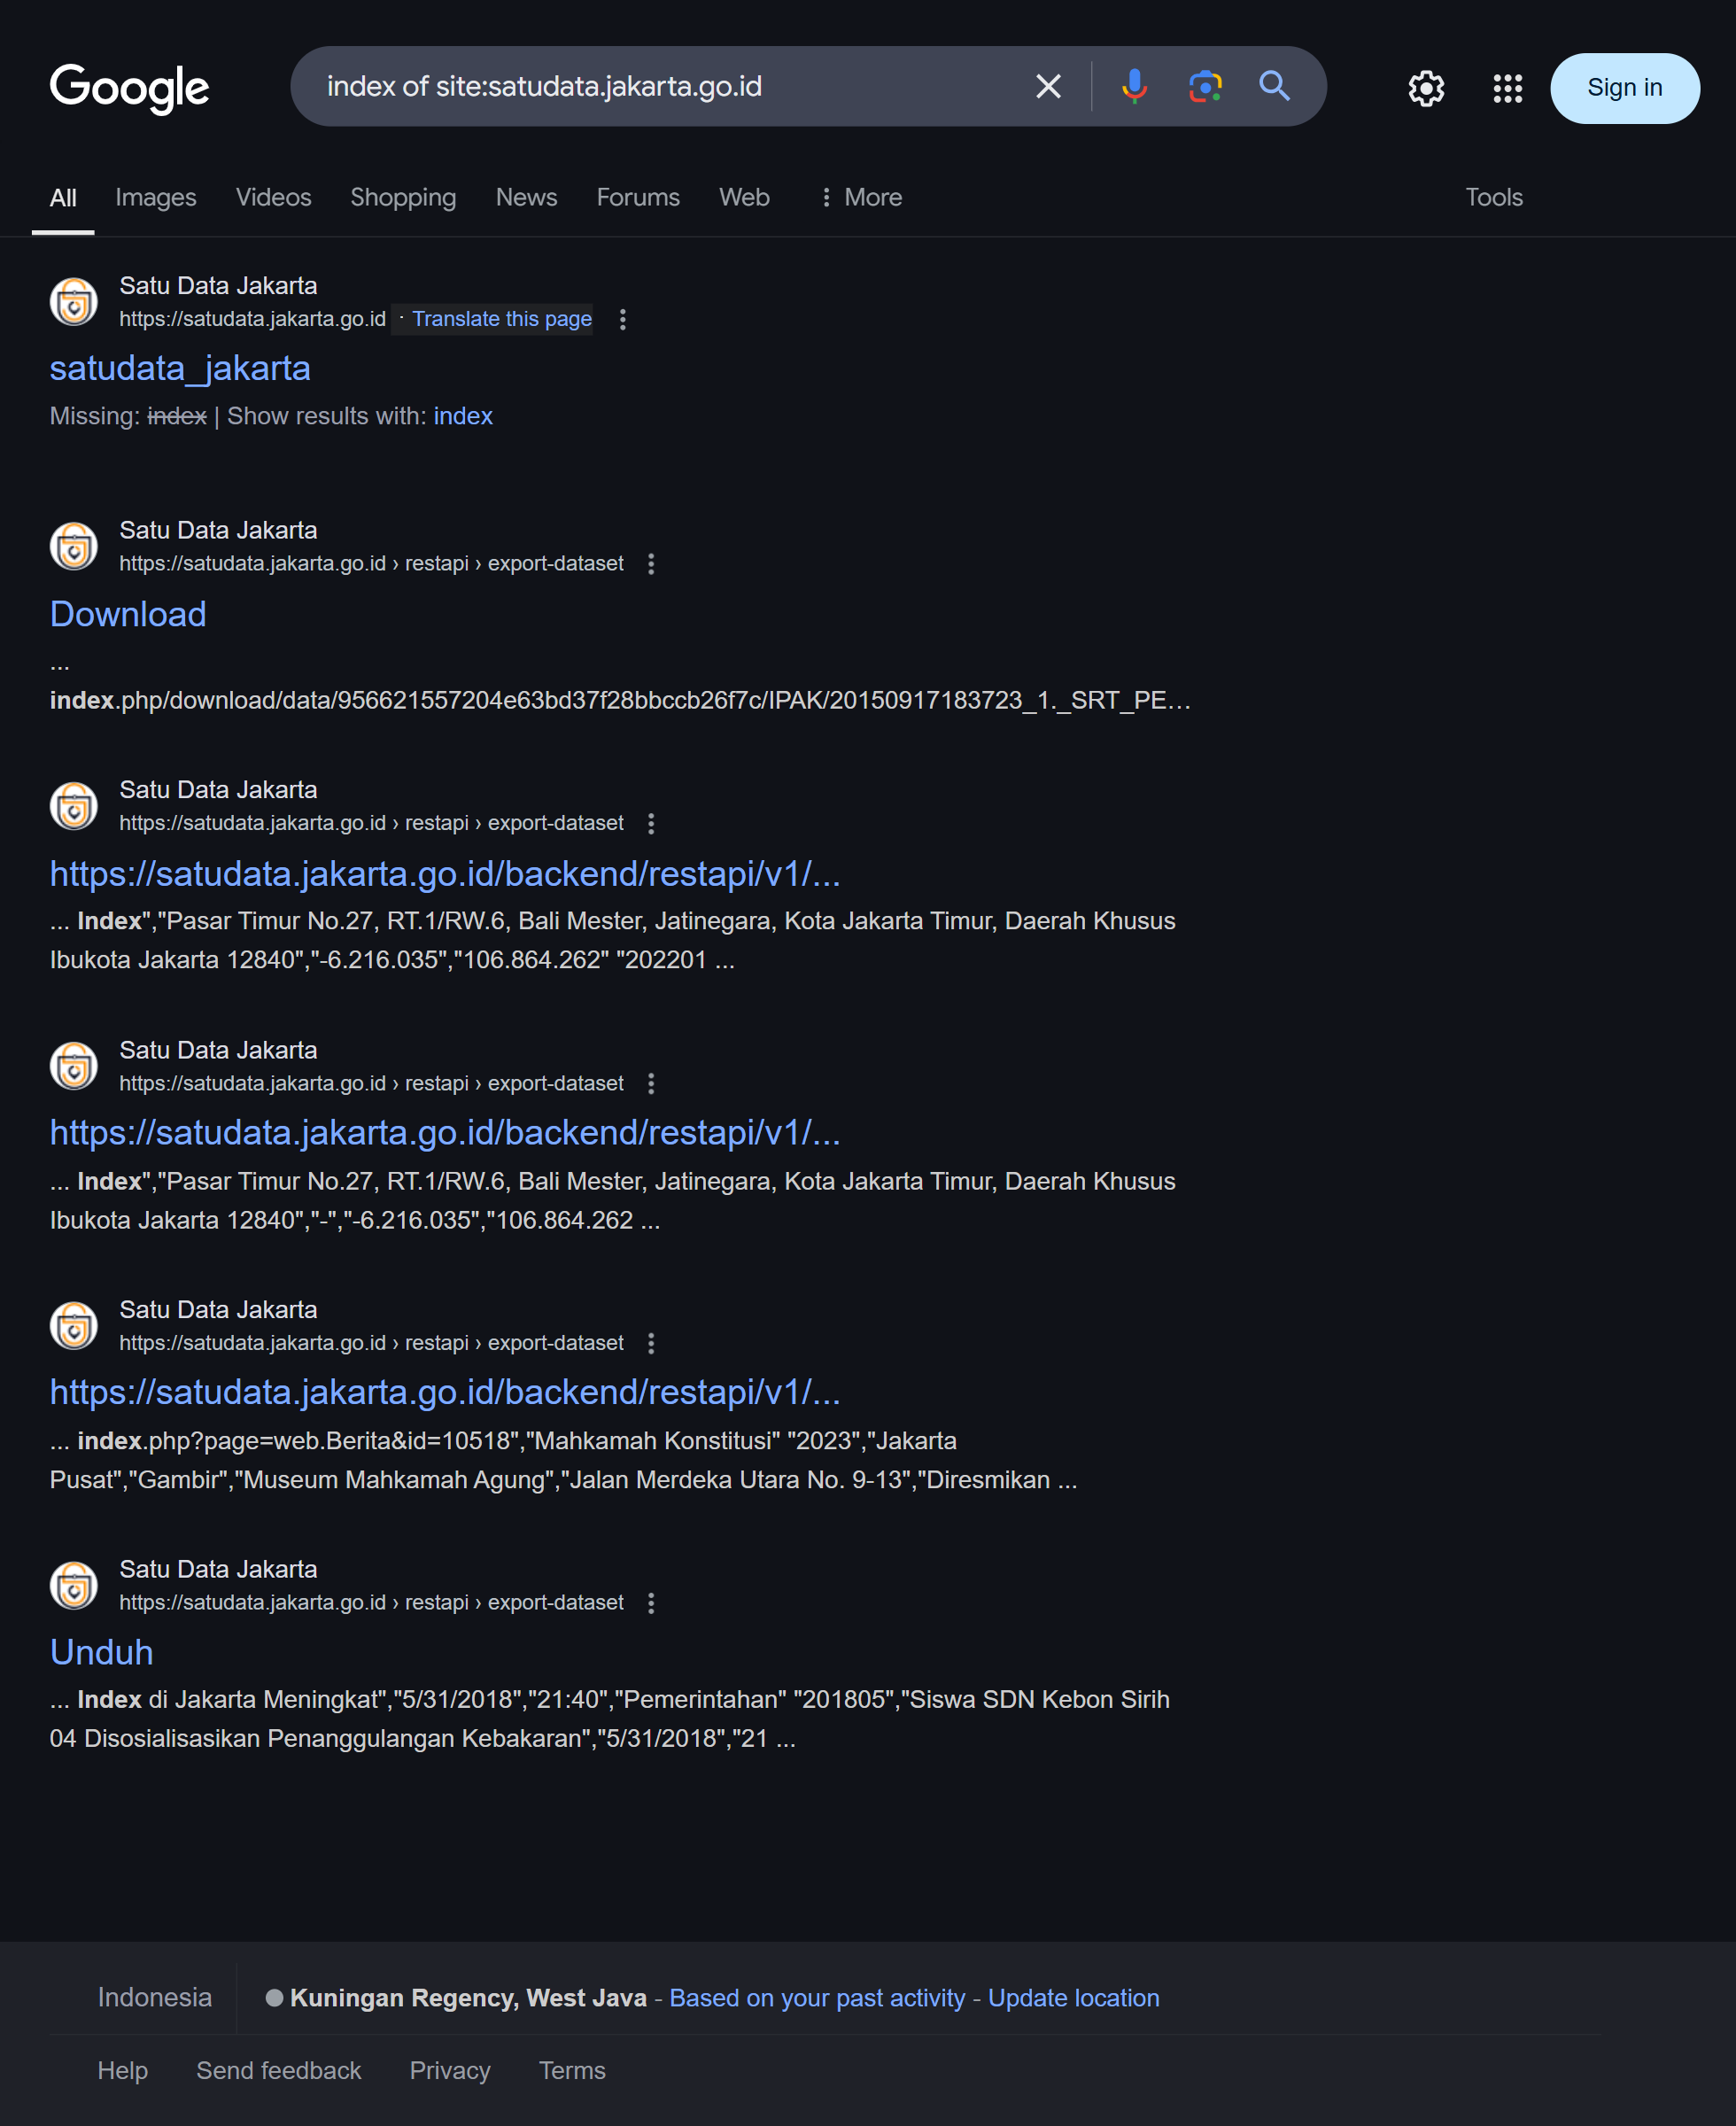 Google
index of site:satudata.jakarta.go.id
Sign in
All Images Videos Shopping News Forums Web More Tools
Satu Data Jakarta
https://satudata.jakarta.go.id · Translate this page
satudata_jakarta
Missing: index | Show results with: index
Satu Data Jakarta
https://satudata.jakarta.go.id › restapi › export-dataset
Download
...
index.php/download/data/956621557204e63bd37f28bbccb26f7c/IPAK/20150917183723_1._SRT_PE...
Satu Data Jakarta
https://satudata.jakarta.go.id › restapi › export-dataset
https://satudata.jakarta.go.id/backend/restapi/v1/...
... Index","Pasar Timur No.27, RT.1/RW.6, Bali Mester, Jatinegara, Kota Jakarta Timur, Daerah Khusus
Ibukota Jakarta 12840","-6.216.035","106.864.262" "202201 ...
Satu Data Jakarta
https://satudata.jakarta.go.id › restapi › export-dataset
https://satudata.jakarta.go.id/backend/restapi/v1/...
... Index","Pasar Timur No.27, RT.1/RW.6, Bali Mester, Jatinegara, Kota Jakarta Timur, Daerah Khusus
Ibukota Jakarta 12840","-","-6.216.035","106.864.262 ...
Satu Data Jakarta
https://satudata.jakarta.go.id › restapi › export-dataset
https://satudata.jakarta.go.id/backend/restapi/v1/...
... index.php?page=web.Berita&id=10518","Mahkamah Konstitusi" "2023","Jakarta
Pusat","Gambir","Museum Mahkamah Agung","Jalan Merdeka Utara No. 9-13","Diresmikan ...
Satu Data Jakarta
https://satudata.jakarta.go.id › restapi › export-dataset
Unduh
... Index di Jakarta Meningkat","5/31/2018","21:40","Pemerintahan" "201805","Siswa SDN Kebon Sirih
04 Disosialisasikan Penanggulangan Kebakaran","5/31/2018","21 ...
Indonesia
Kuningan Regency, West Java - Based on your past activity - Update location
Help Send feedback Privacy Terms